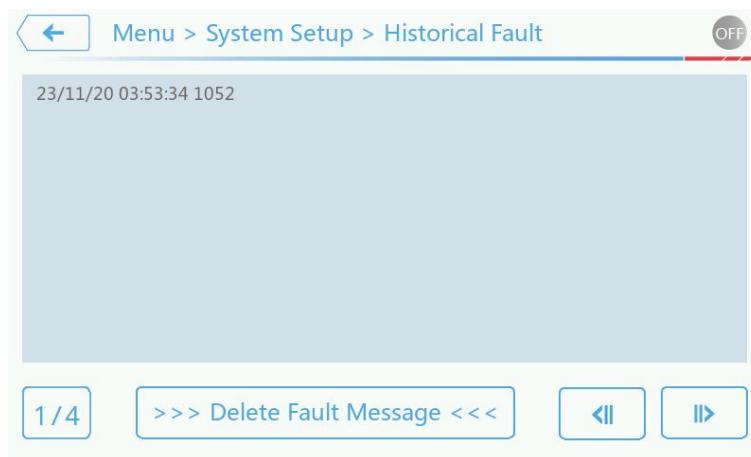 Menu > System Setup > Historical Fault
OFF
23/11/20 03:53:34 1052
1/4
>>> Delete Fault Message <<<